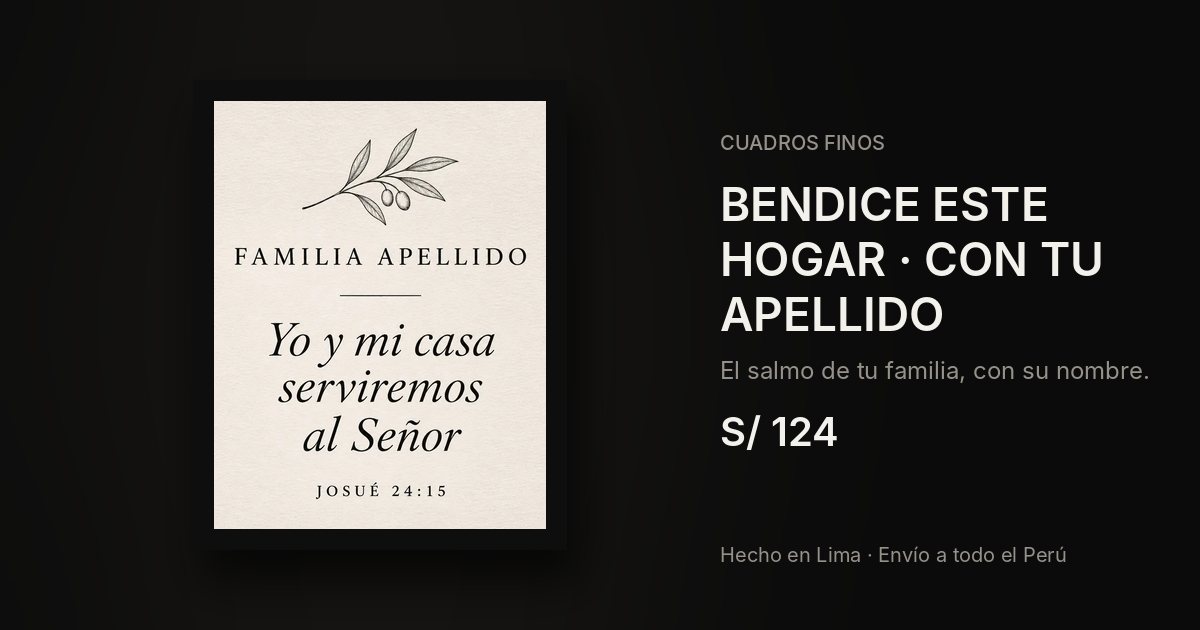 FAMILIA APELLIDO
Yo y mi casa
serviremos
al Señor
JOSUÉ 24:15
CUADROS FINOS
BENDICE ESTE
HOGAR · CON TU
APELLIDO
El salmo de tu familia, con su nombre.
S/ 124
Hecho en Lima · Envío a todo el Perú